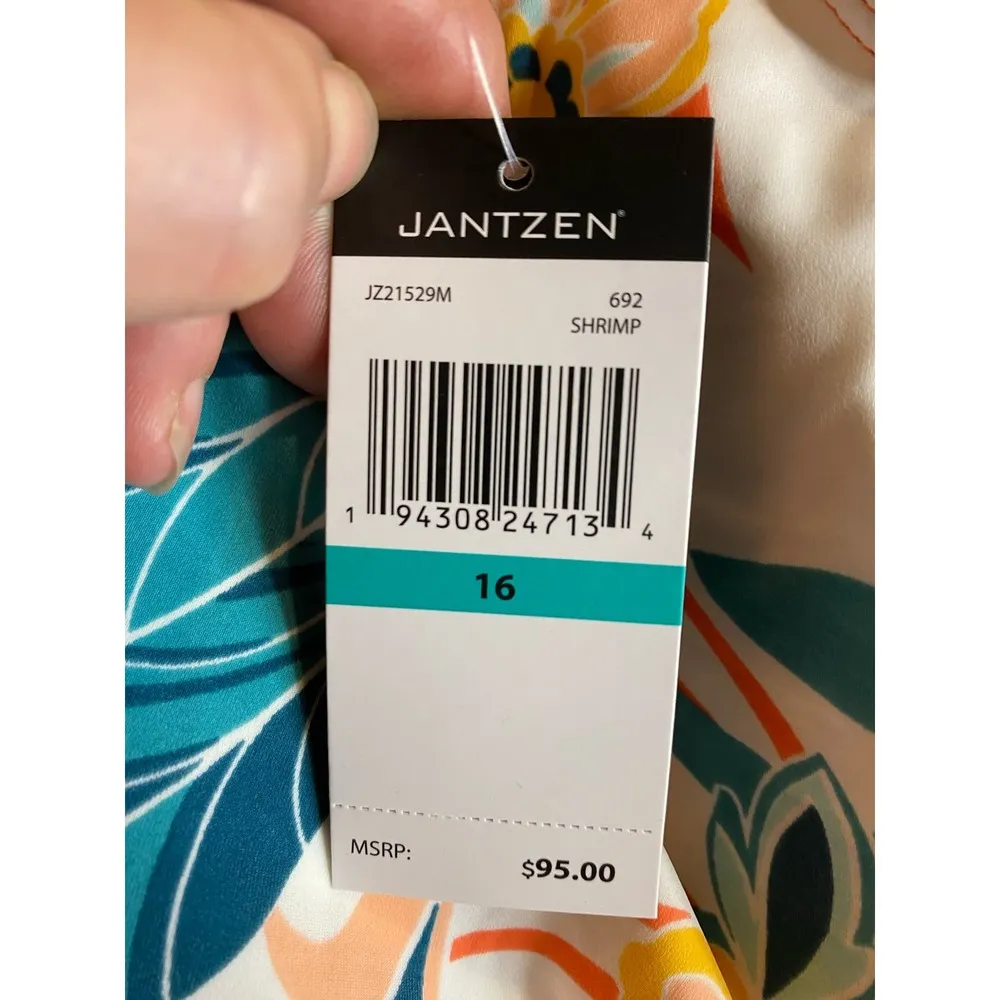 JANTZEN®
JZ21529M 692
SHRIMP
1 94308 24713 4
16
MSRP: $95.00